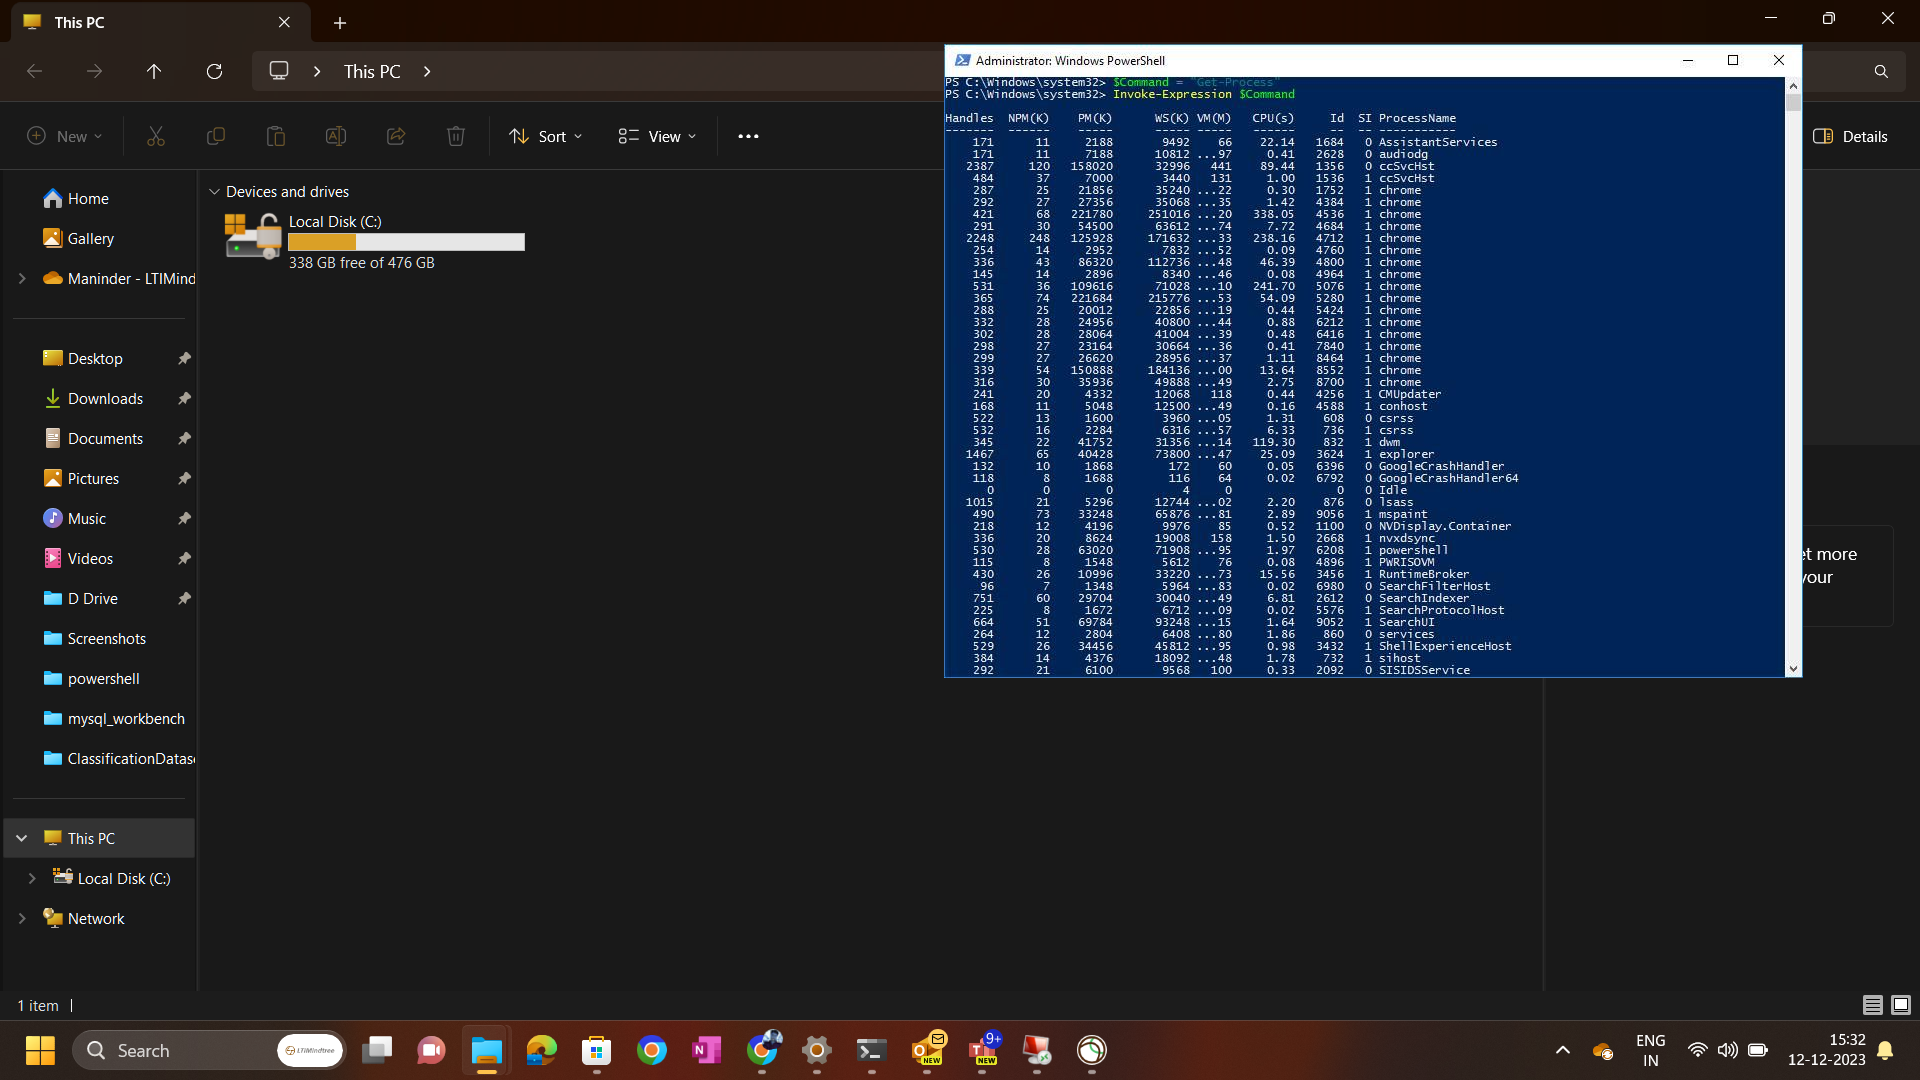 This PC
This PC
New
Sort
View
Details
Home
Gallery
Maninder - LTIMind
Desktop
Downloads
Documents
Pictures
Music
Videos
D Drive
Screenshots
powershell
mysql_workbench
ClassificationDatas
This PC
Local Disk (C:)
Network
Devices and drives
Local Disk (C:)
338 GB free of 476 GB
Administrator: Windows PowerShell
PS C:\Windows\system32> $Command = "Get-Process"
PS C:\Windows\system32> Invoke-Expression $Command
Handles NPM(K) PM(K) WS(K) VM(M) CPU(s) Id SI ProcessName
------- ------ ----- ----- ----- ------ -- -- -----------
171 11 2188 9492 66 22.14 1684 0 AssistantServices
171 11 7188 10812 ...97 0.41 2628 0 audiodg
2387 120 158020 32996 441 89.44 1356 0 ccSvcHst
484 37 7000 3440 131 1.00 1536 1 ccSvcHst
287 25 21856 35240 ...22 0.30 1752 1 chrome
292 27 27356 35068 ...35 1.42 4384 1 chrome
421 68 221780 251016 ...20 338.05 4536 1 chrome
291 30 54500 63612 ...74 7.72 4684 1 chrome
2248 248 125928 171632 ...33 238.16 4712 1 chrome
254 14 2952 7832 ...52 0.09 4760 1 chrome
336 43 86320 112736 ...48 46.39 4800 1 chrome
145 14 2896 8340 ...46 0.08 4964 1 chrome
531 36 109616 71028 ...10 241.70 5076 1 chrome
365 74 221684 215776 ...53 54.09 5280 1 chrome
288 25 20012 22856 ...19 0.44 5424 1 chrome
332 28 24956 40800 ...44 0.88 6212 1 chrome
302 28 28064 41004 ...39 0.48 6416 1 chrome
298 27 23164 30664 ...36 0.41 7840 1 chrome
299 27 26620 28956 ...37 1.11 8464 1 chrome
339 54 150888 184136 ...00 13.64 8552 1 chrome
316 30 35936 49888 ...49 2.75 8700 1 chrome
241 20 4332 12068 118 0.44 4256 1 CMUpdater
168 11 5048 12500 ...49 0.16 4588 1 conhost
522 13 1600 3960 ...05 1.31 608 0 csrss
532 16 2284 6316 ...57 6.33 736 1 csrss
345 22 41752 31356 ...14 119.30 832 1 dwm
1467 65 40428 73800 ...47 25.09 3624 1 explorer
132 10 1868 172 60 0.05 6396 0 GoogleCrashHandler
118 8 1688 116 64 0.02 6792 0 GoogleCrashHandler64
0 0 0 4 0 0 0 Idle
1015 21 5296 12744 ...02 2.20 876 0 lsass
490 73 33248 65876 ...81 2.89 9056 1 mspaint
218 12 4196 9976 85 0.52 1100 0 NVDisplay.Container
336 20 8624 19008 158 1.50 2668 1 nvxdsync
530 28 63020 71908 ...95 1.97 6208 1 powershell
115 8 1548 5612 76 0.08 4896 1 PWRISOVM
430 26 10996 33220 ...73 15.56 3456 1 RuntimeBroker
96 7 1348 5964 ...83 0.02 6980 0 SearchFilterHost
751 60 29704 30040 ...49 6.81 2612 0 SearchIndexer
225 8 1672 6712 ...09 0.02 5576 1 SearchProtocolHost
664 51 69784 93248 ...15 1.64 9052 1 SearchUI
264 12 2804 6408 ...80 1.86 860 0 services
529 26 34456 45812 ...95 0.98 3432 1 ShellExperienceHost
384 14 4376 18092 ...48 1.78 732 1 sihost
292 21 6100 9568 100 0.33 2092 0 SISIDSService
et more
your
1 item
Search
LTIMindtree
NEW
9+
NEW
ENG
IN
15:32
12-12-2023